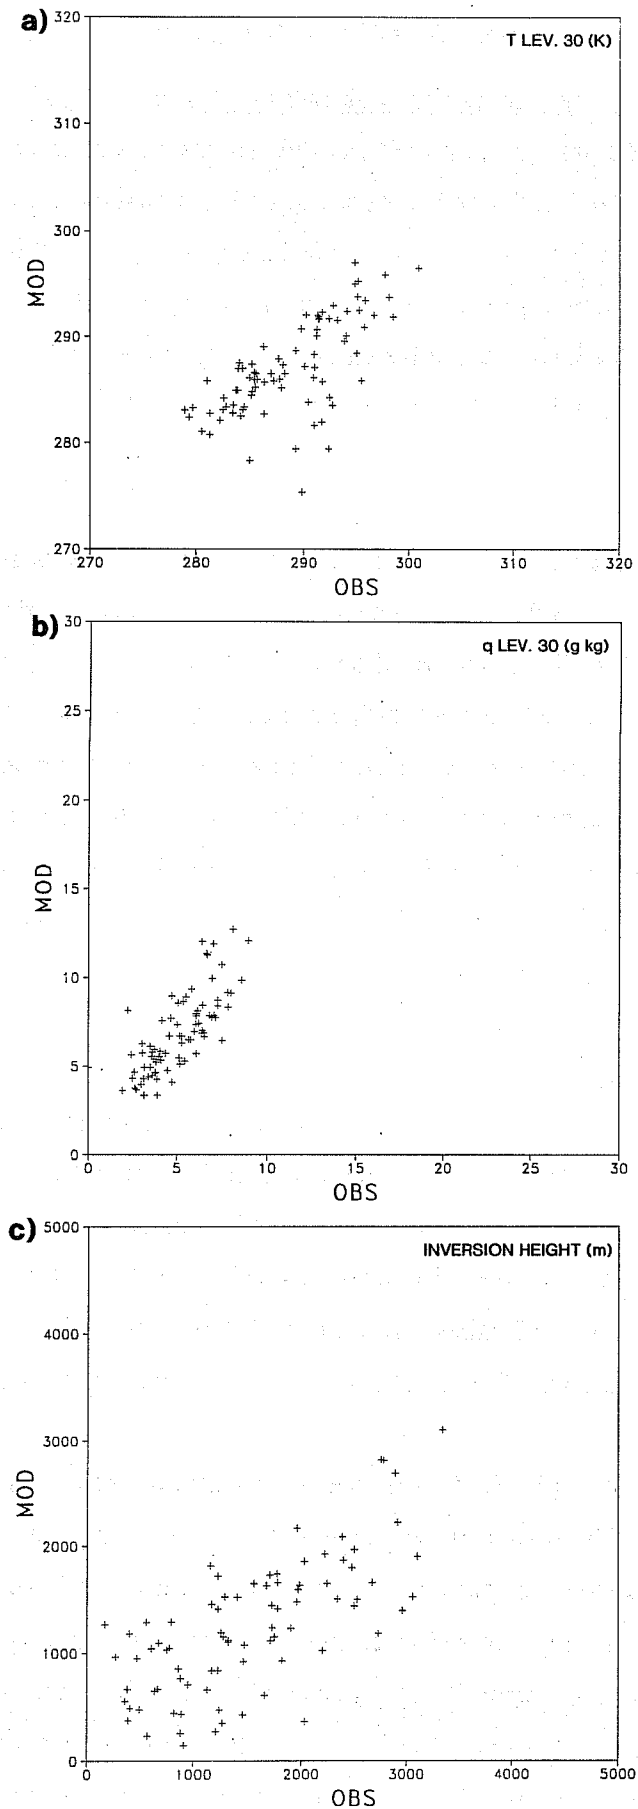 a)
320
T LEV. 30 (K)
310
300
MOD
290
280
270
270 280 290 300 310 320
OBS
b)
30
q LEV. 30 (g kg)
25
20
MOD
15
10
5
0
0 5 10 15 20 25 30
OBS
c)
5000
INVERSION HEIGHT (m)
4000
3000
MOD
2000
1000
0
0 1000 2000 3000 4000 5000
OBS